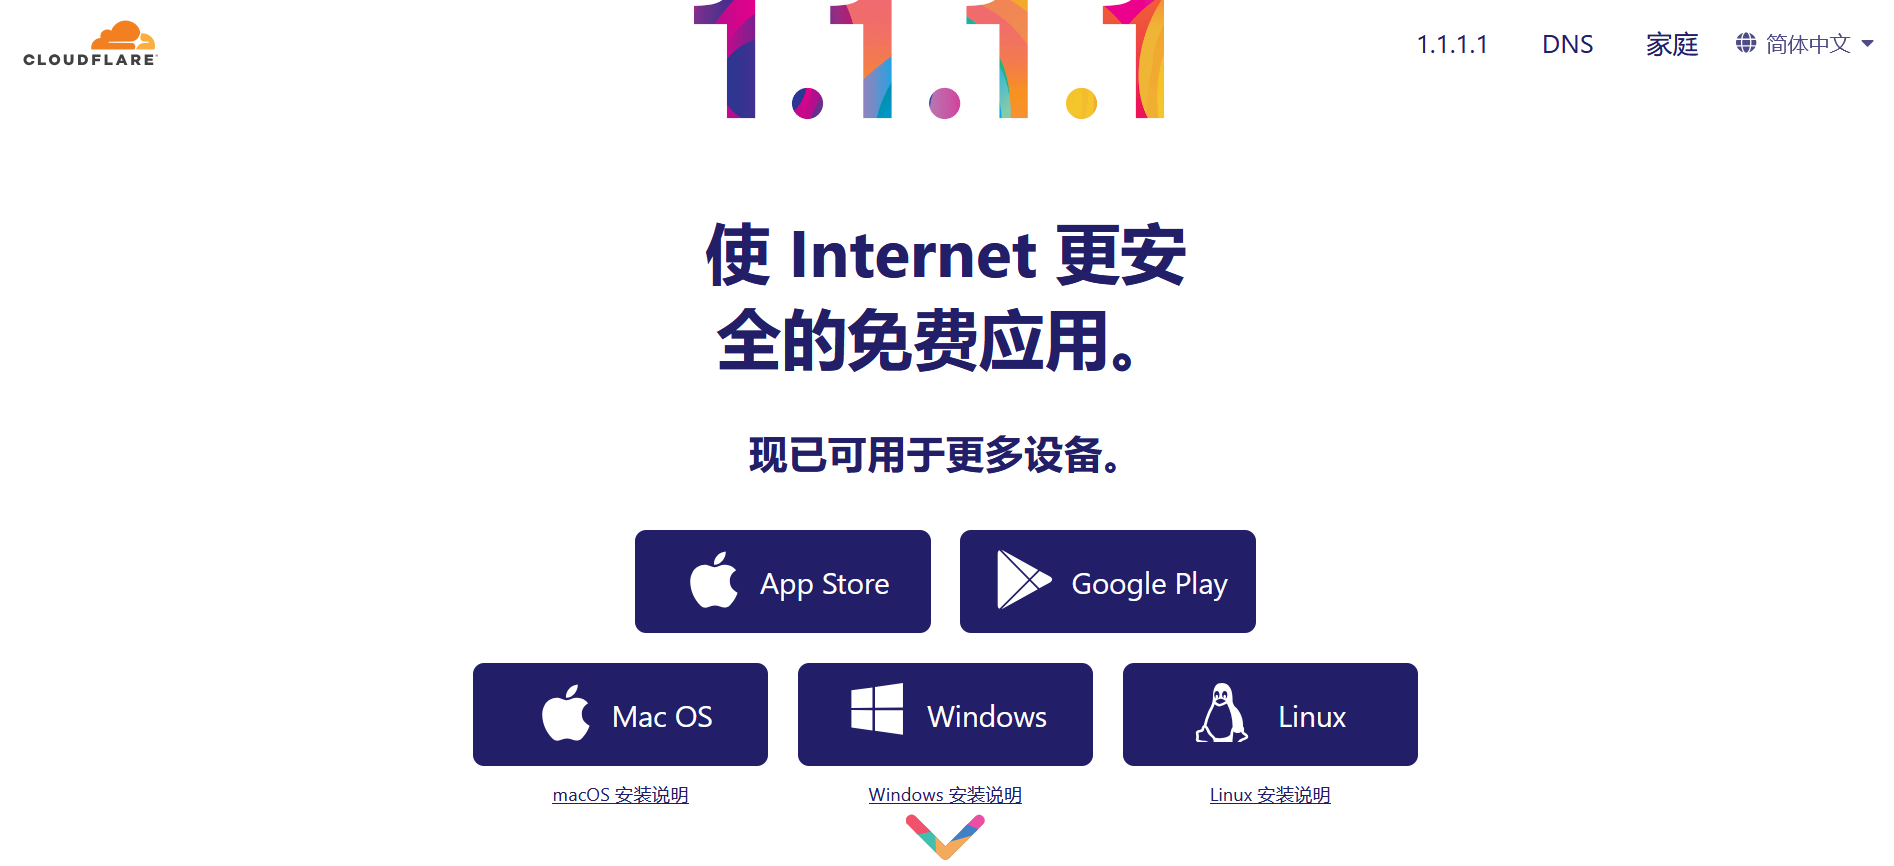 CLOUDFLARE
1.1.1.1
1.1.1.1 DNS 家庭 简体中文
使 Internet 更安
全的免费应用。
现已可用于更多设备。
App Store Google Play
Mac OS Windows Linux
macOS 安装说明 Windows 安装说明 Linux 安装说明